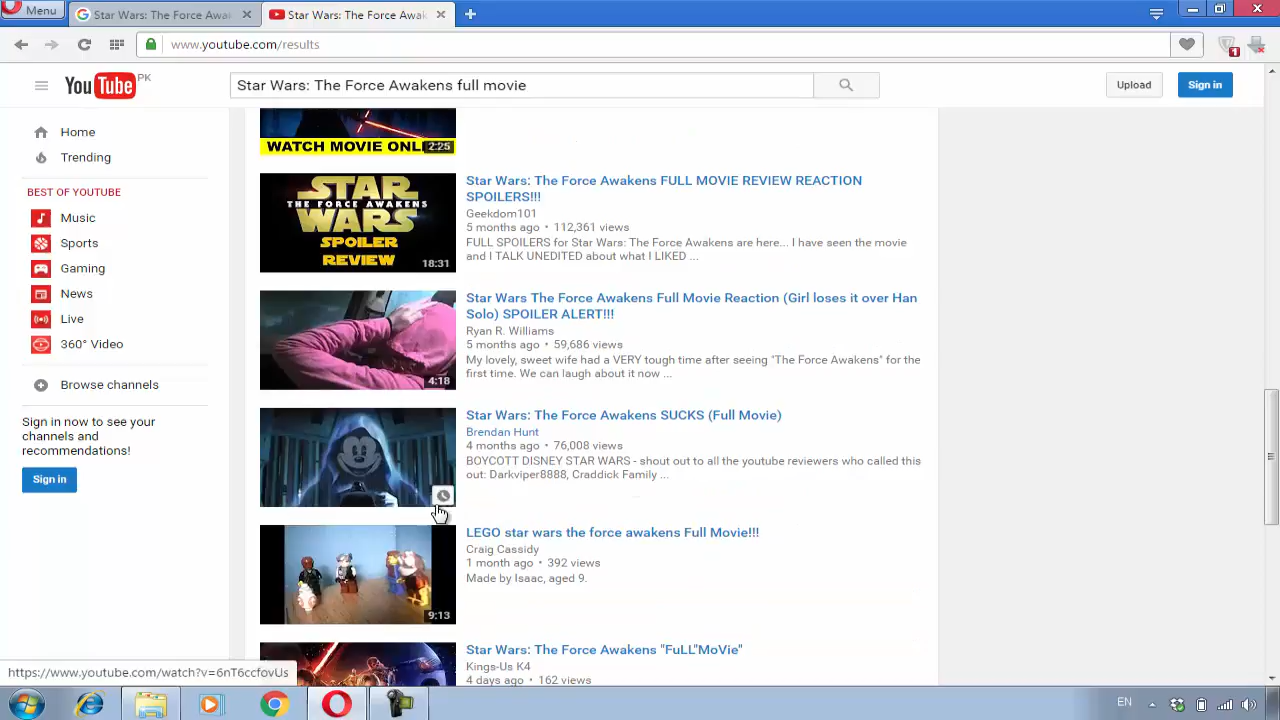 Menu
Star Wars: The Force Awa
Star Wars: The Force Awak
www.youtube.com/results
1
YouTube PK
Star Wars: The Force Awakens full movie
Upload
Sign in
Home
Trending
BEST OF YOUTUBE
Music
Sports
Gaming
News
Live
360° Video
Browse channels
Sign in now to see your
channels and
recommendations!
Sign in
WATCH MOVIE ONLI
2:25
STAR
THE FORCE AWAKENS
WARS
SPOILER
REVIEW
18:31
Star Wars: The Force Awakens FULL MOVIE REVIEW REACTION
SPOILERS!!!
Geekdom101
5 months ago • 112,361 views
FULL SPOILERS for Star Wars: The Force Awakens are here... I have seen the movie
and I TALK UNEDITED about what I LIKED ...
4:18
Star Wars The Force Awakens Full Movie Reaction (Girl loses it over Han
Solo) SPOILER ALERT!!!
Ryan R. Williams
5 months ago • 59,686 views
My lovely, sweet wife had a VERY tough time after seeing "The Force Awakens" for the
first time. We can laugh about it now ...
Star Wars: The Force Awakens SUCKS (Full Movie)
Brendan Hunt
4 months ago • 76,008 views
BOYCOTT DISNEY STAR WARS - shout out to all the youtube reviewers who called this
out: Darkviper8888, Craddick Family ...
9:13
LEGO star wars the force awakens Full Movie!!!
Craig Cassidy
1 month ago • 392 views
Made by Isaac, aged 9.
Star Wars: The Force Awakens "FuLL"MoVie"
Kings-Us K4
4 days ago • 162 views
https://www.youtube.com/watch?v=6nT6ccfovUs
EN